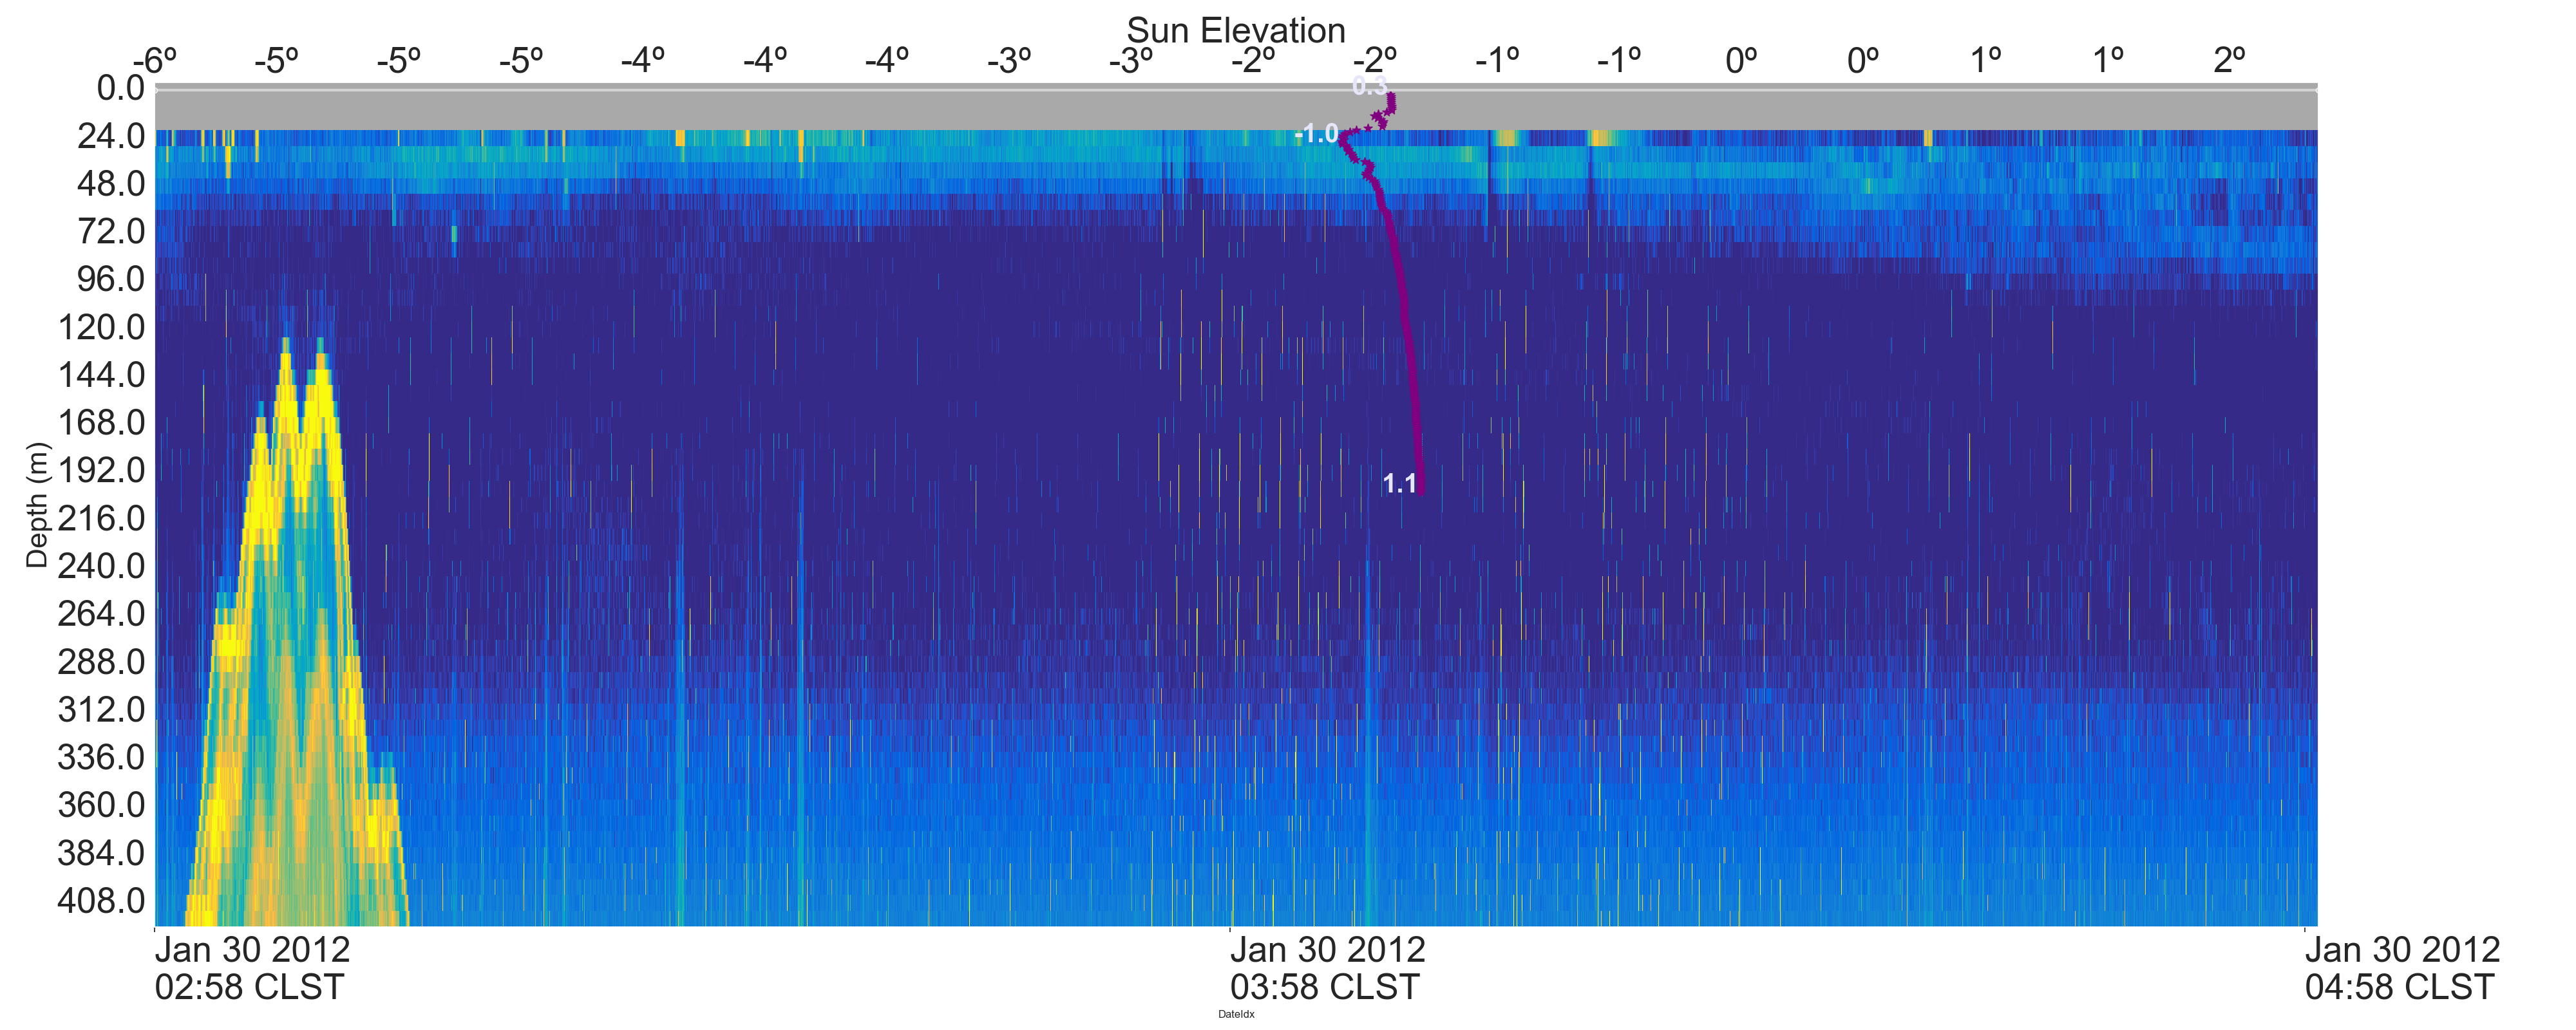 Sun Elevation
-6º -5º -5º -5º -4º -4º -4º -3º -3º -2º -2º -1º -1º 0º 0º 1º 1º 2º
0.0
24.0
48.0
72.0
96.0
120.0
144.0
168.0
192.0
216.0
240.0
264.0
288.0
312.0
336.0
360.0
384.0
408.0
Depth (m)
0.3
-1.0
1.1
Jan 30 2012
02:58 CLST
Jan 30 2012
03:58 CLST
Jan 30 2012
04:58 CLST
DateIdx